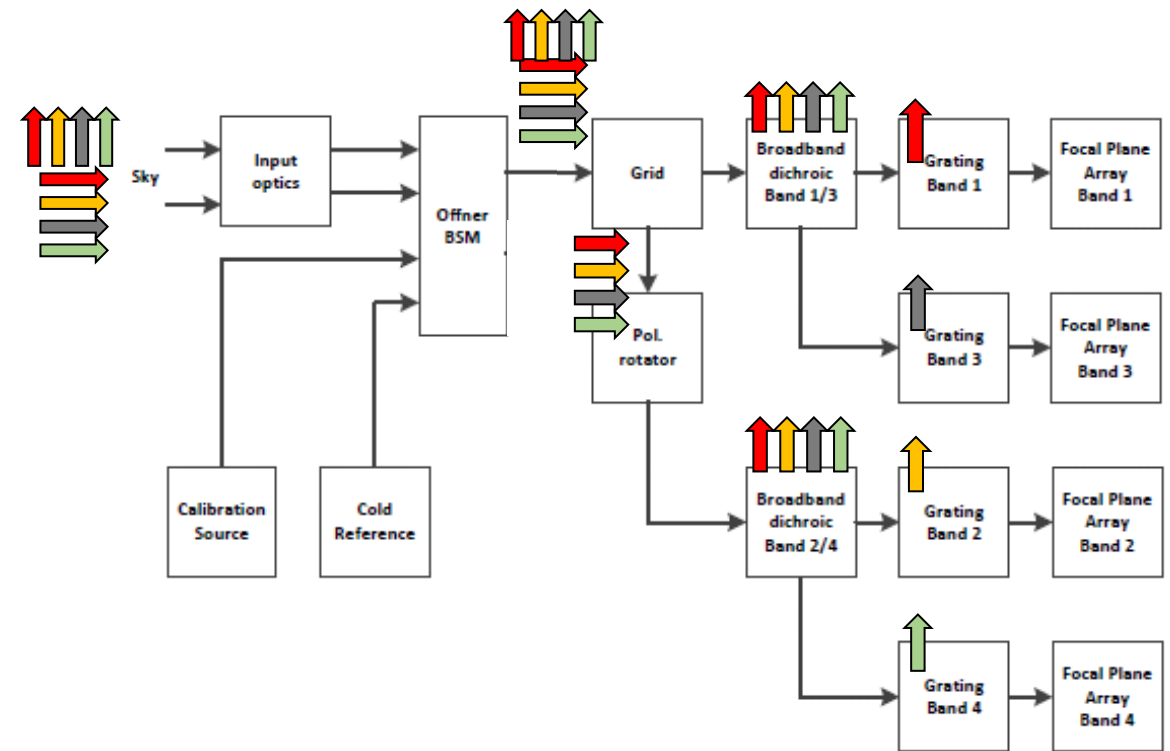 Sky
Input
optics
Offner
BSM
Grid
Broadband
dichroic
Band 1/3
Grating
Band 1
Focal Plane
Array
Band 1
Pol.
rotator
Grating
Band 3
Focal Plane
Array
Band 3
Calibration
Source
Cold
Reference
Broadband
dichroic
Band 2/4
Grating
Band 2
Focal Plane
Array
Band 2
Grating
Band 4
Focal Plane
Array
Band 4